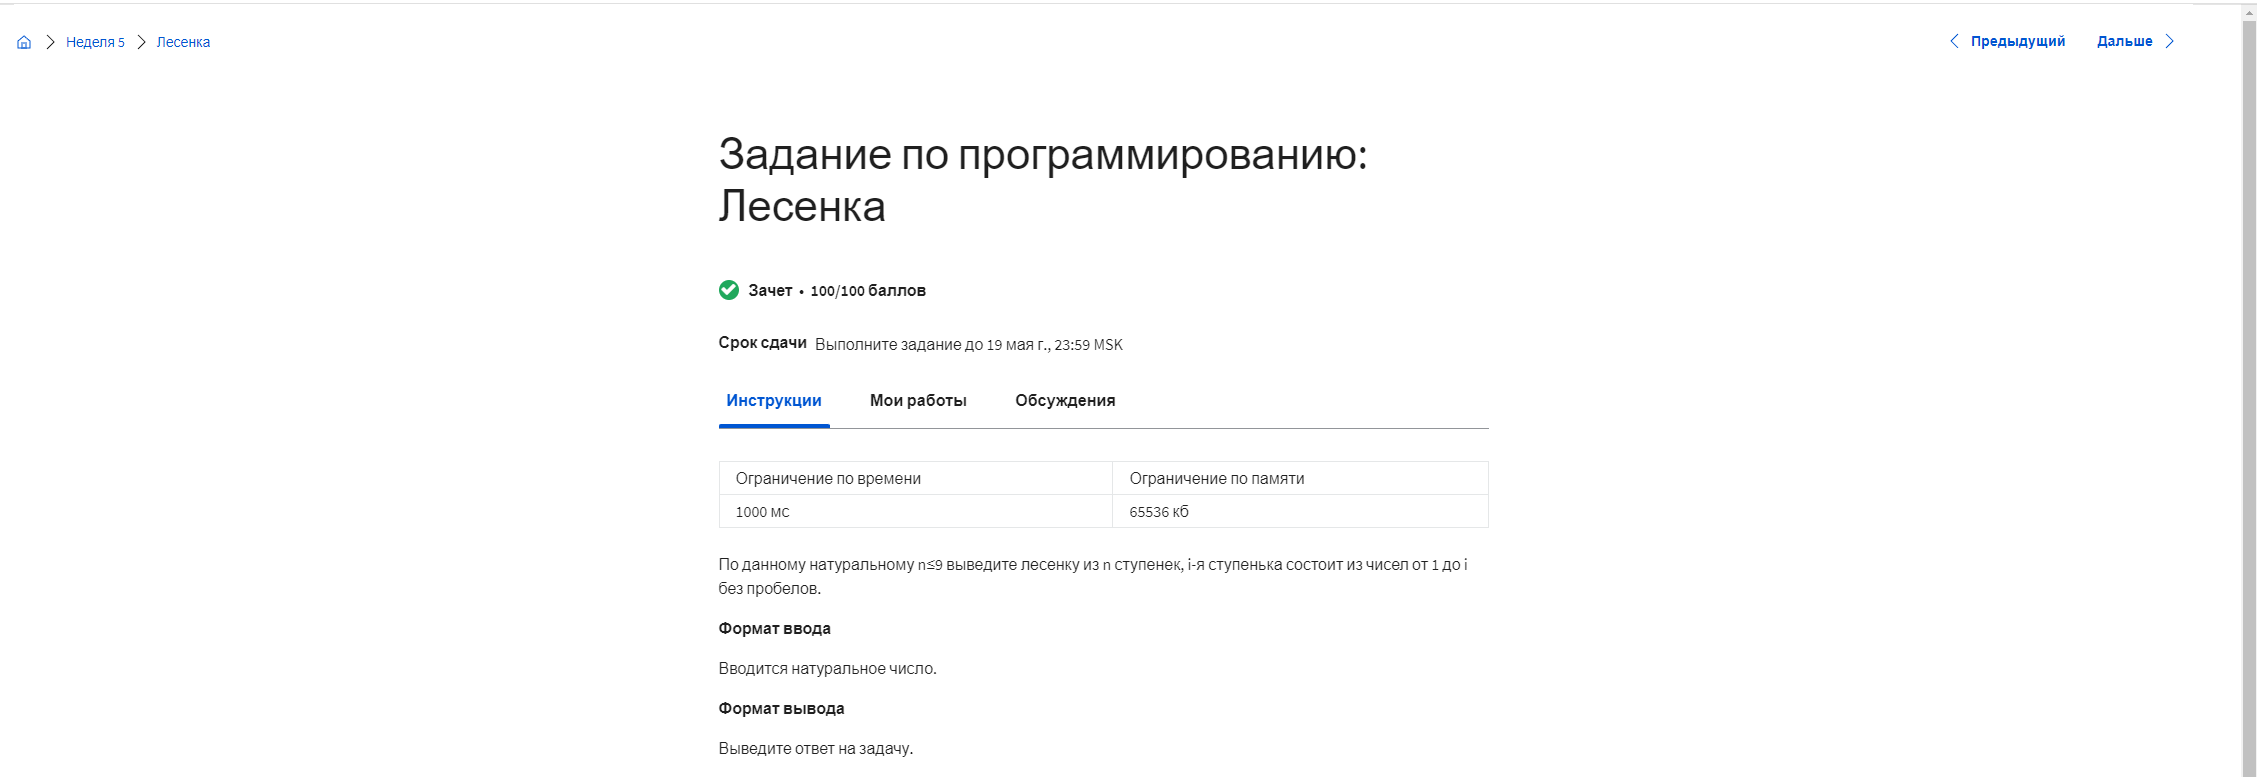 Неделя 5 Лесенка Предыдущий Дальше
Задание по программированию:
Лесенка
Зачет • 100/100 баллов
Срок сдачи Выполните задание до 19 мая г., 23:59 MSK
Инструкции Мои работы Обсуждения
Ограничение по времени Ограничение по памяти
1000 мс 65536 кб
По данному натуральному n≤9 выведите лесенку из n ступенек, i-я ступенька состоит из чисел от 1 до i
без пробелов.
Формат ввода
Вводится натуральное число.
Формат вывода
Выведите ответ на задачу.